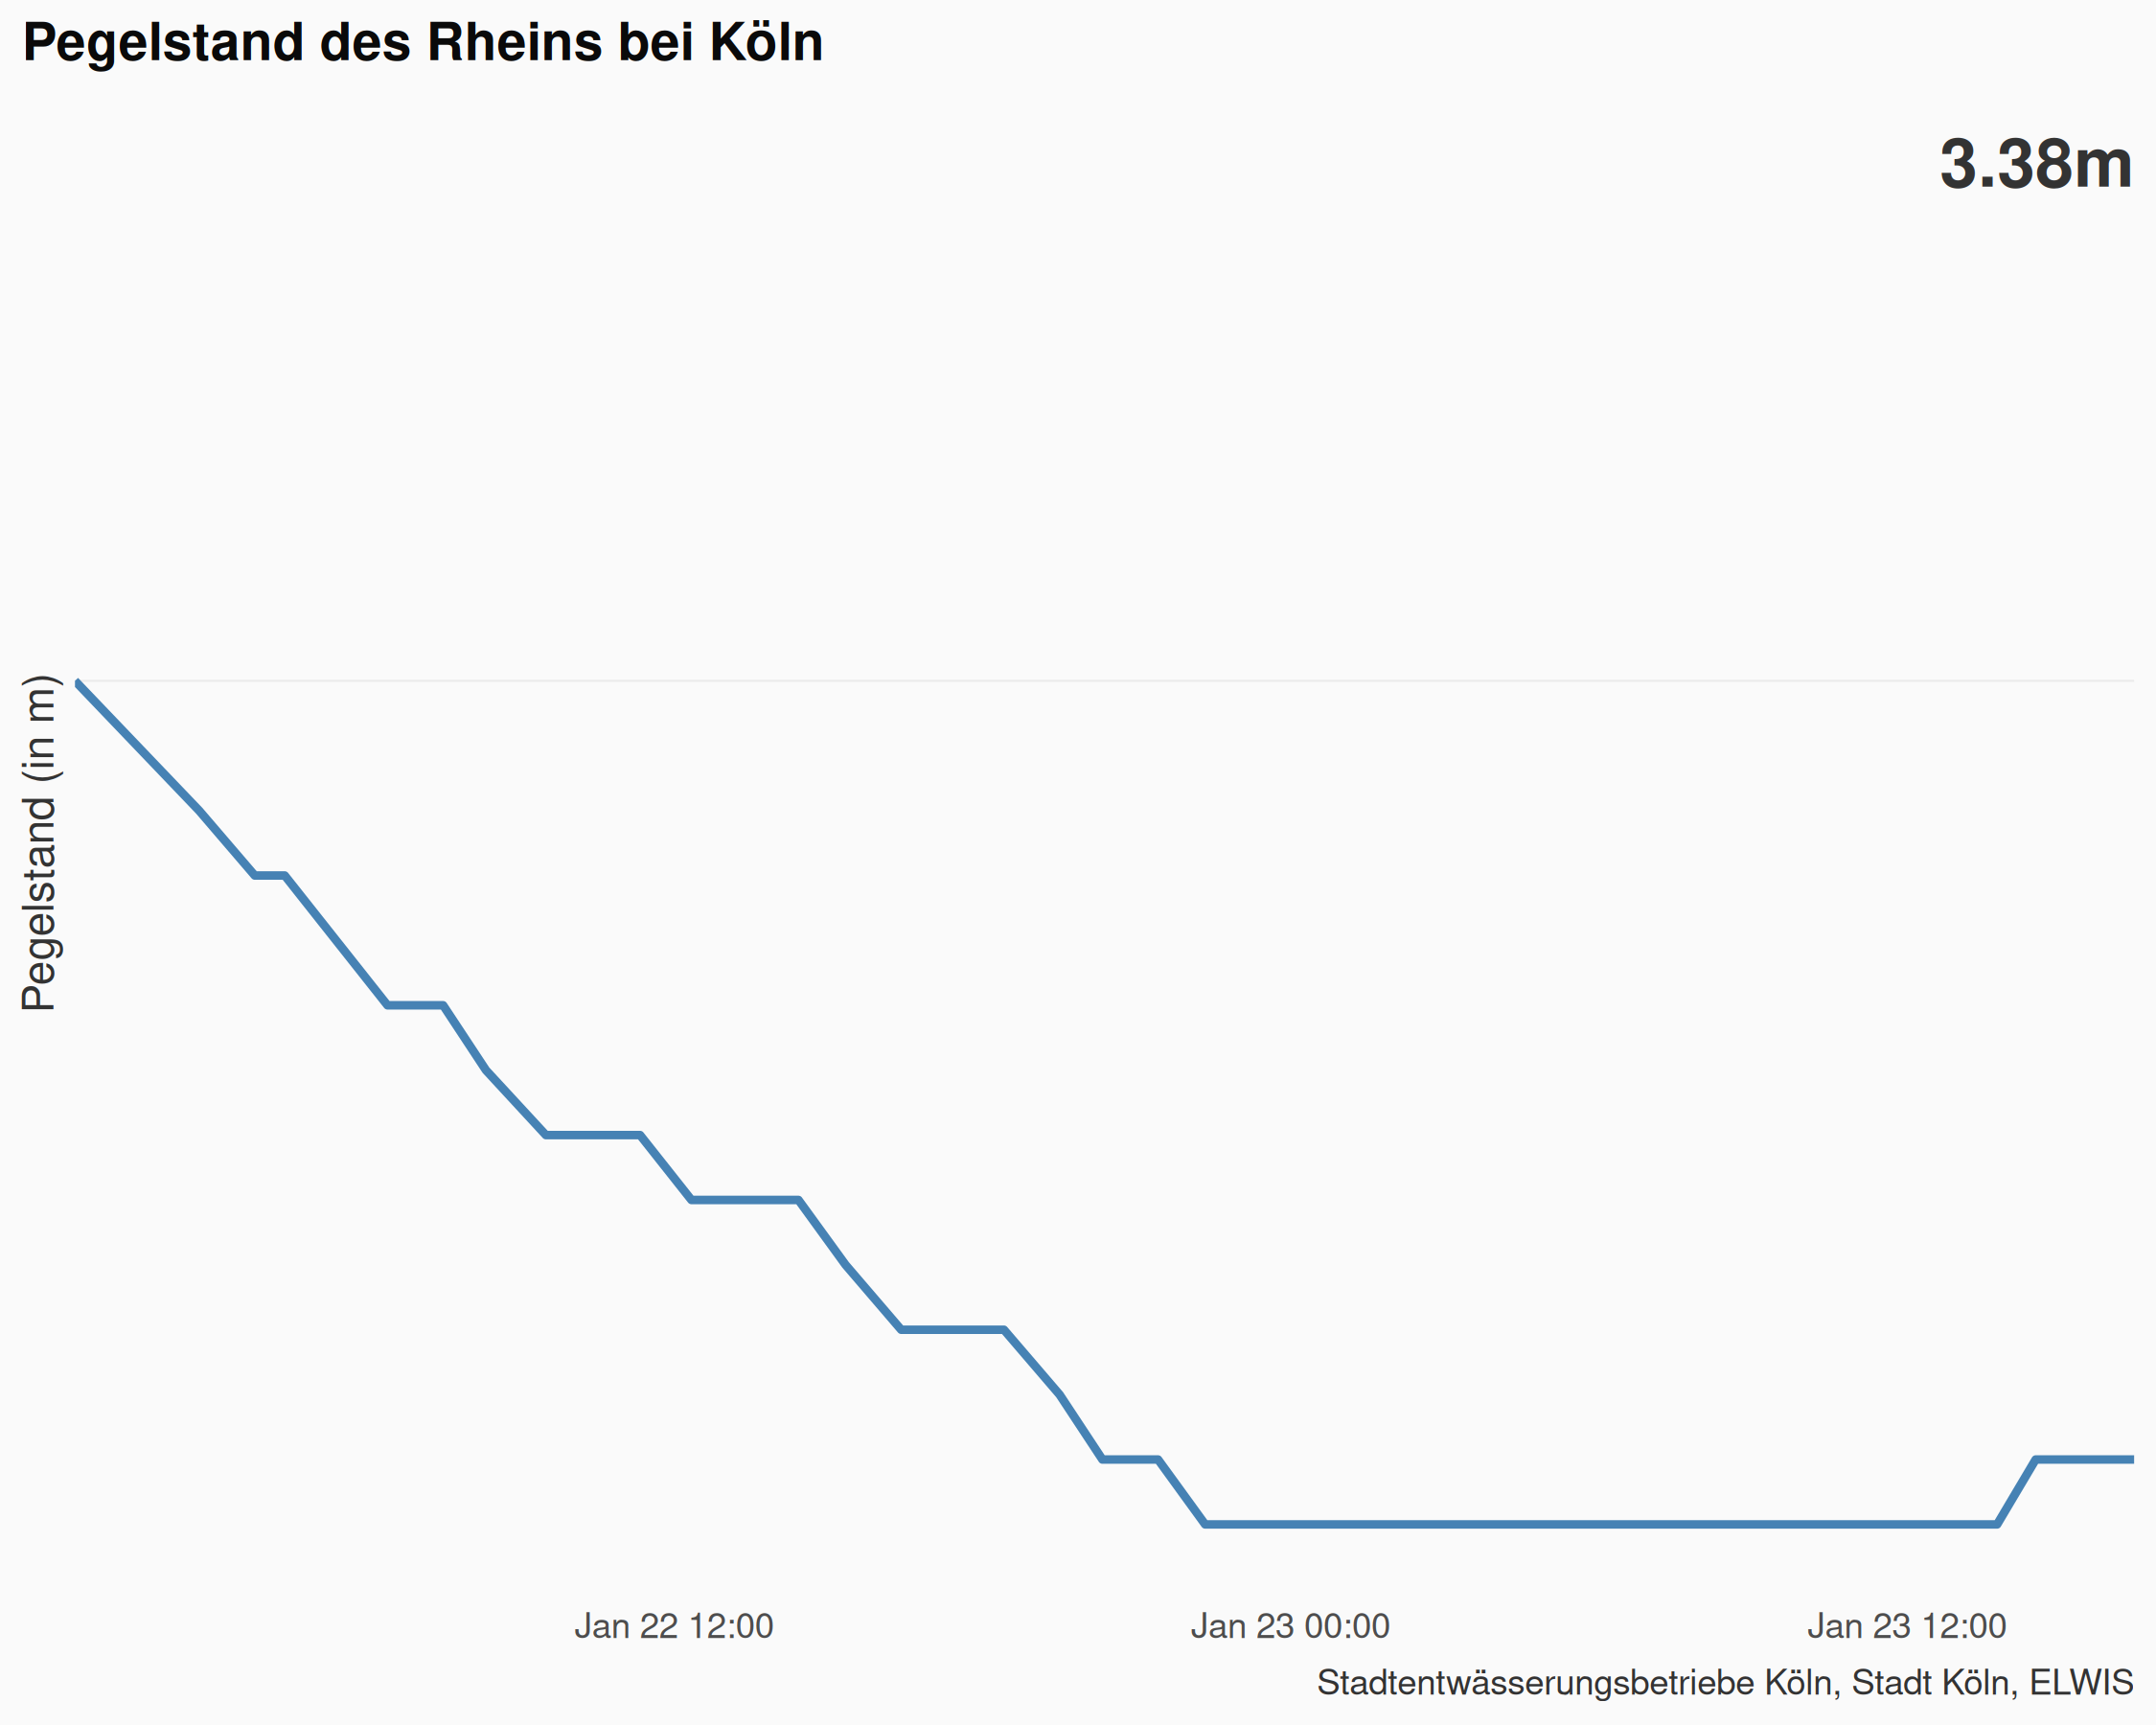 Pegelstand des Rheins bei Köln
3.38m
Pegelstand (in m)
Jan 22 12:00
Jan 23 00:00
Jan 23 12:00
Stadtentwässerungsbetriebe Köln, Stadt Köln, ELWIS